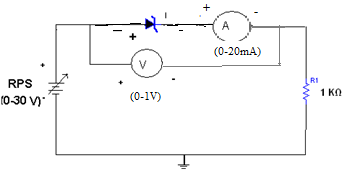 +
A
-
+
-
(0-20mA)
V
+
-
(0-1V)
+
RPS
(0-30 V)
-
R1
1 KΩ